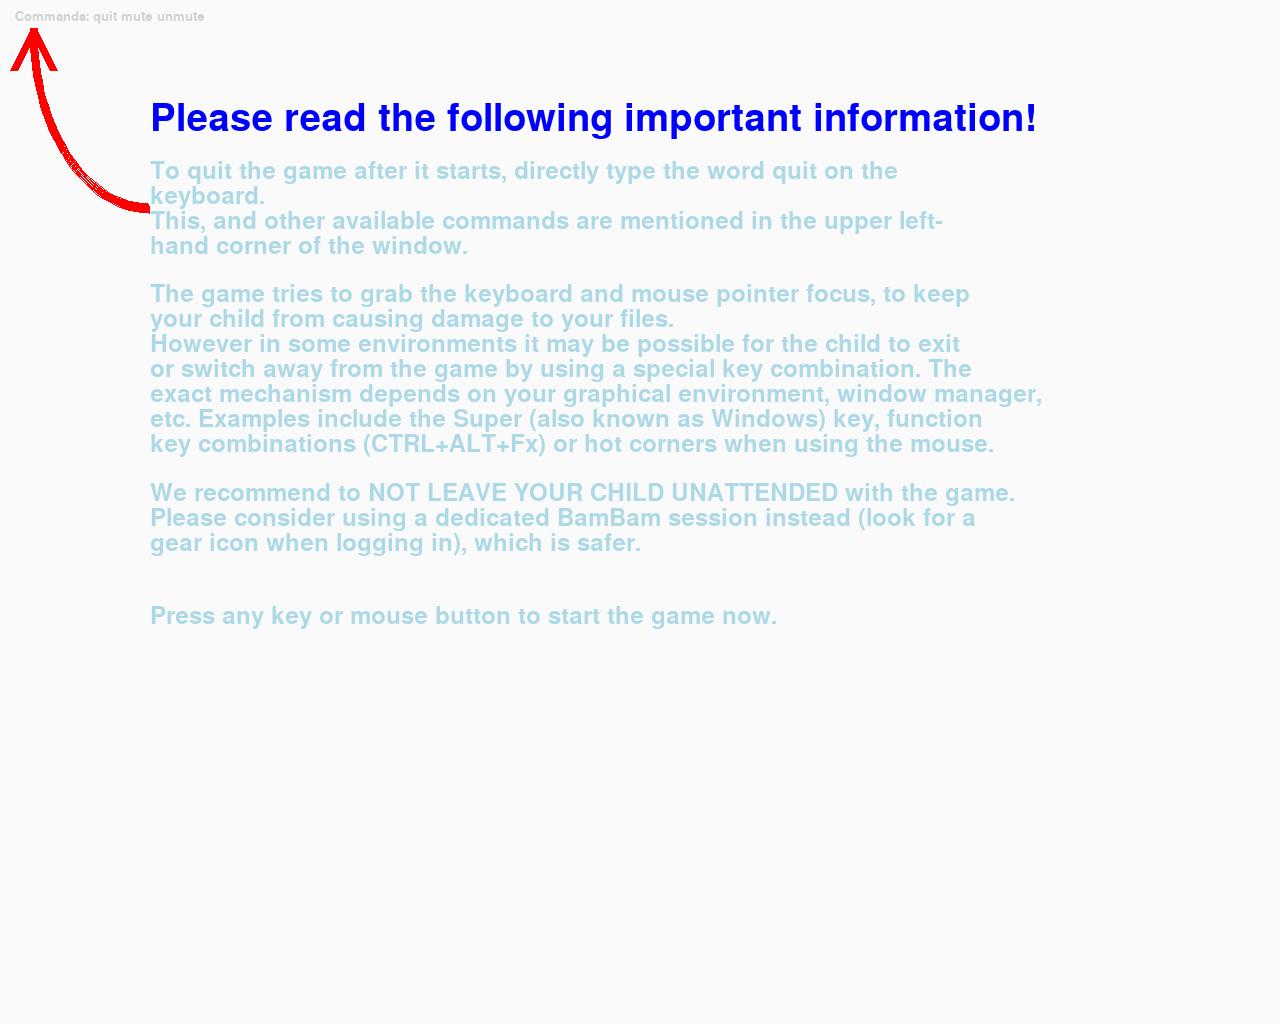 Commands: quit mute unmute
Please read the following important information!
To quit the game after it starts, directly type the word quit on the
keyboard.
This, and other available commands are mentioned in the upper left-
hand corner of the window.
The game tries to grab the keyboard and mouse pointer focus, to keep
your child from causing damage to your files.
However in some environments it may be possible for the child to exit
or switch away from the game by using a special key combination. The
exact mechanism depends on your graphical environment, window manager,
etc. Examples include the Super (also known as Windows) key, function
key combinations (CTRL+ALT+Fx) or hot corners when using the mouse.
We recommend to NOT LEAVE YOUR CHILD UNATTENDED with the game.
Please consider using a dedicated BamBam session instead (look for a
gear icon when logging in), which is safer.
Press any key or mouse button to start the game now.